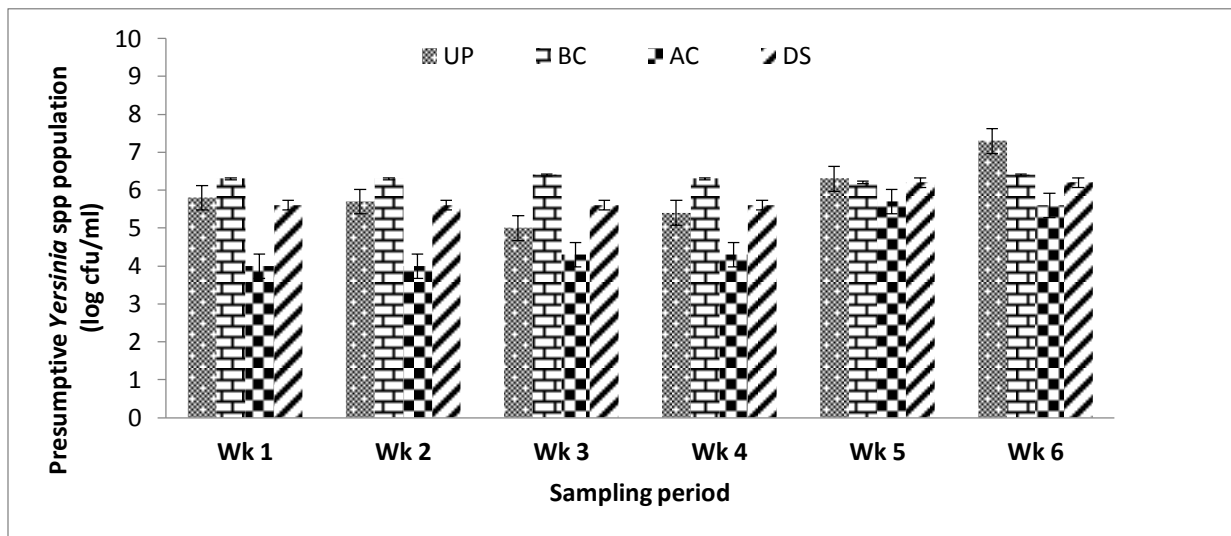 Presumptive Yersinia spp population
(log cfu/ml)
10
9
8
7
6
5
4
3
2
1
0
UP BC AC DS
Wk 1 Wk 2 Wk 3 Wk 4 Wk 5 Wk 6
Sampling period